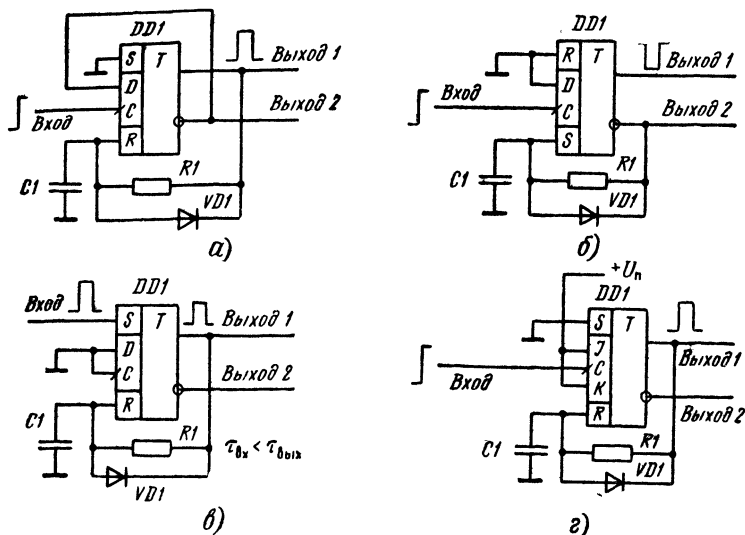 DD1
S T
D
C
R
Выход 1
Выход 2
Вход
C1
R1
VD1
а)
DD1
R T
D
C
S
Выход 1
Выход 2
Вход
C1
R1
VD1
б)
DD1
Вход
S T
D
C
R
Выход 1
Выход 2
C1
R1
VD1
τвх < τвых
в)
+Uп
DD1
S T
J
C
K
R
Выход 1
Выход 2
Вход
C1
R1
VD1
г)